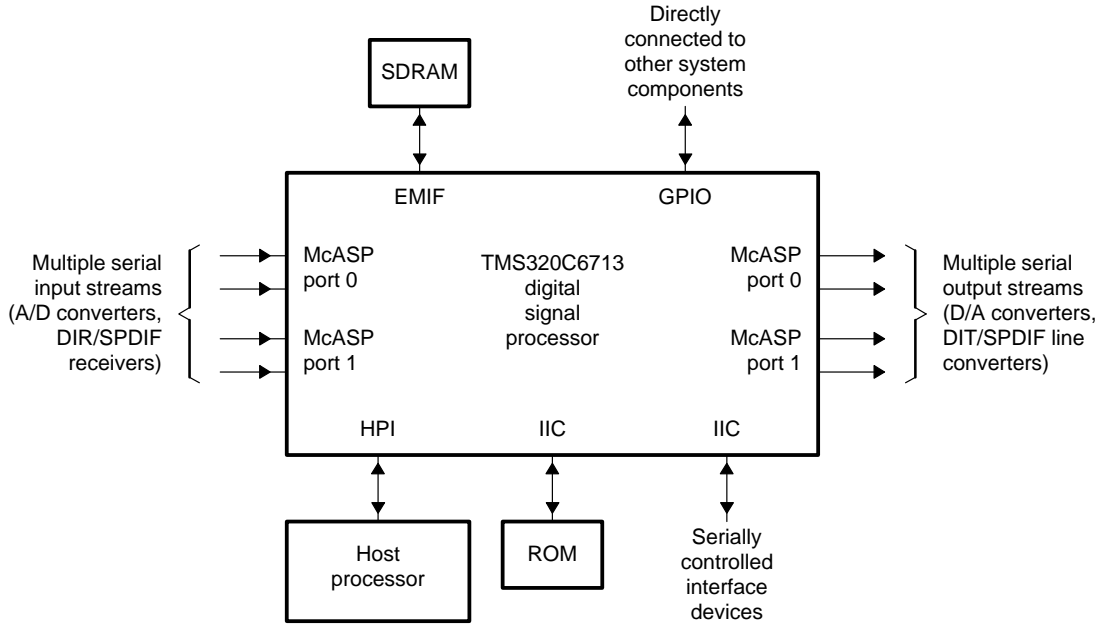 Directly
connected to
other system
components
SDRAM
EMIF
GPIO
Multiple serial
input streams
(A/D converters,
DIR/SPDIF
receivers)
McASP
port 0
McASP
port 1
TMS320C6713
digital
signal
processor
McASP
port 0
McASP
port 1
Multiple serial
output streams
(D/A converters,
DIT/SPDIF line
converters)
HPI
IIC
IIC
Host
processor
ROM
Serially
controlled
interface
devices